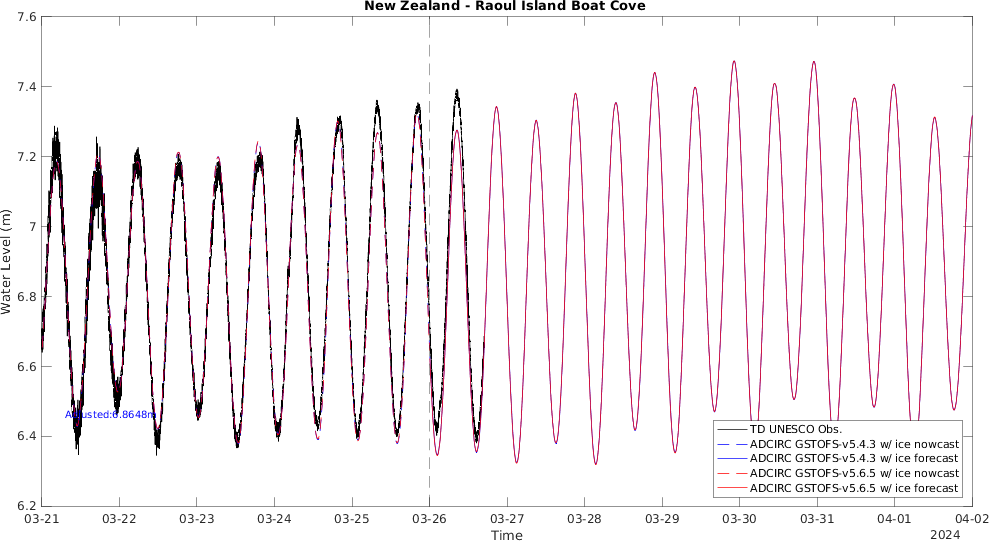 New Zealand - Raoul Island Boat Cove
7.6
7.4
7.2
7
6.8
6.6
6.4
6.2
Water Level (m)
Adjusted:6.8648m
TD UNESCO Obs.
ADCIRC GSTOFS-v5.4.3 w/ ice nowcast
ADCIRC GSTOFS-v5.4.3 w/ ice forecast
ADCIRC GSTOFS-v5.6.5 w/ ice nowcast
ADCIRC GSTOFS-v5.6.5 w/ ice forecast
03-21 03-22 03-23 03-24 03-25 03-26 03-27 03-28 03-29 03-30 03-31 04-01 04-02
Time
2024